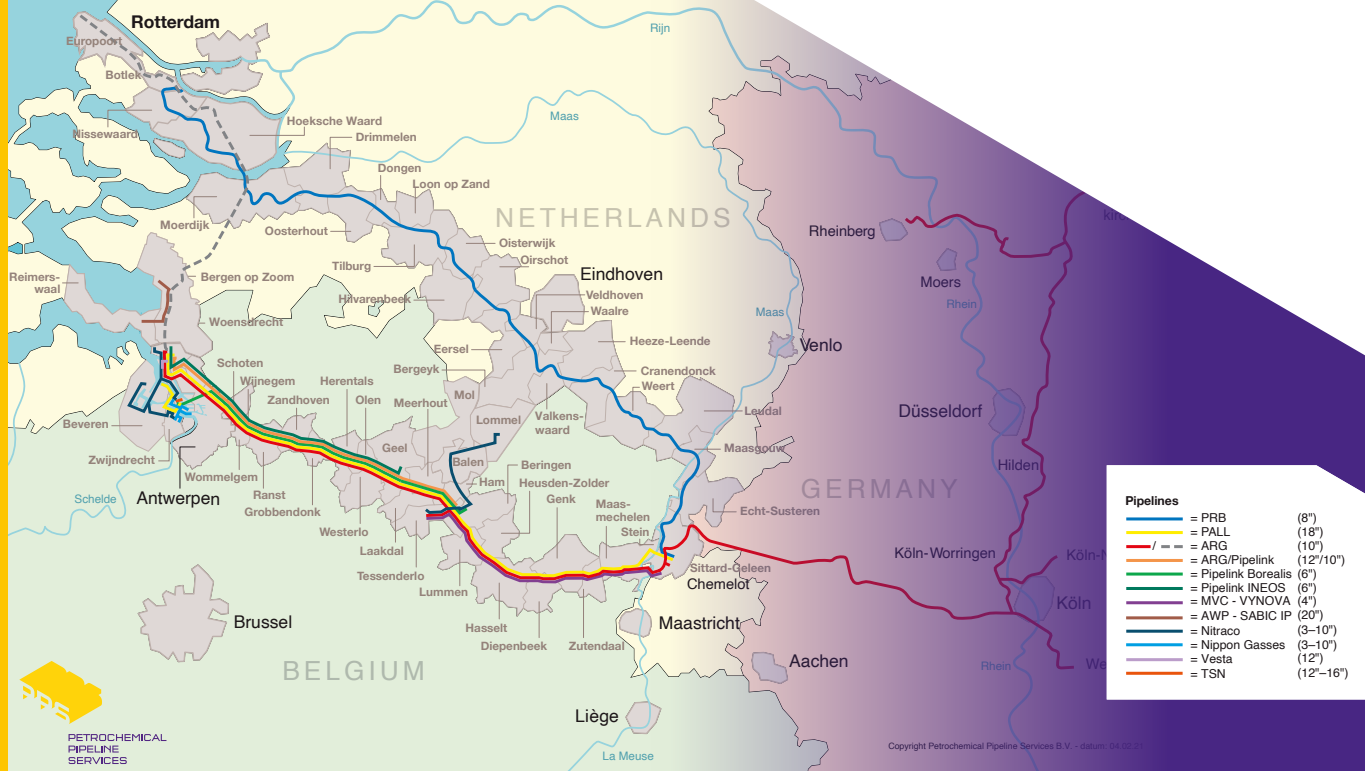 Rotterdam
Europoort
Rijn
Botlek
Nissewaard
Hoeksche Waard
Drimmelen
Maas
Dongen
Loon op Zand
Moerdijk
Oosterhout
NETHERLANDS
Rheinberg
Oisterwijk
Oirschot
Tilburg
Reimers-
waal
Bergen op Zoom
Eindhoven
Moers
Hilvarenbeek
Veldhoven
Waalre
Rhein
Woensdrecht
Maas
Heeze-Leende
Venlo
Eersel
Schoten
Wijnegem
Bergeyk
Cranendonck
Herentals
Weert
Zandhoven
Olen
Meerhout
Mol
Leudal
Düsseldorf
Beveren
Lommel
Valkens-
waard
Geel
Maasgouw
Zwijndrecht
Balen
Beringen
Hilden
Wommelgem
Ham
Heusden-Zolder
GERMANY
Antwerpen
Ranst
Genk
Maas-
mechelen
Schelde
Grobbendonk
Echt-Susteren
Westerlo
Stein
Laakdal
Köln-Worringen
Sittard-Geleen
Tessenderlo
Chemelot
Lummen
Köln
Brussel
Hasselt
Maastricht
Diepenbeek
Zutendaal
BELGIUM
Aachen
Rhein
Liège
La Meuse
PPS
PETROCHEMICAL
PIPELINE
SERVICES
Pipelines
= PRB (8")
= PALL (18")
/ = ARG (10")
= ARG/Pipelink (12"/10")
= Pipelink Borealis (6")
= Pipelink INEOS (6")
= MVC - VYNOVA (4")
= AWP - SABIC IP (20")
= Nitraco (3–10")
= Nippon Gasses (3–10")
= Vesta (12")
= TSN (12"–16")
Copyright Petrochemical Pipeline Services B.V. - datum: 04.02.21